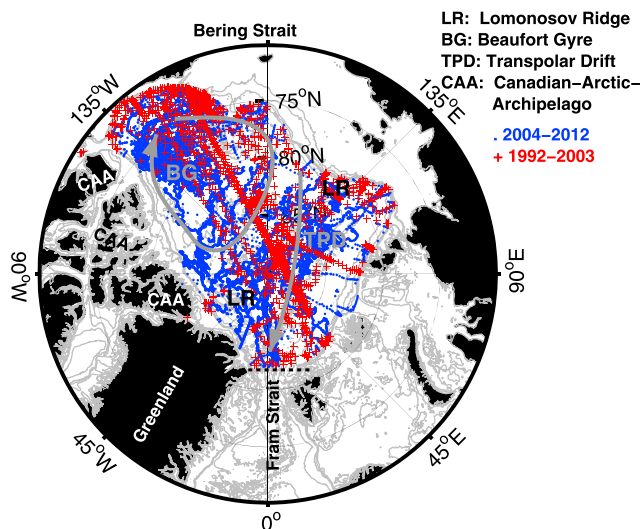 Bering Strait
LR: Lomonosov Ridge
BG: Beaufort Gyre
TPD: Transpolar Drift
CAA: Canadian-Arctic-
Archipelago
. 2004-2012
+ 1992-2003
135°W
135°E
75°N
80°N
BG
LR
CAA
CAA
TPD
90°W
90°E
CAA
LR
Greenland
Fram Strait
45°W
45°E
0°